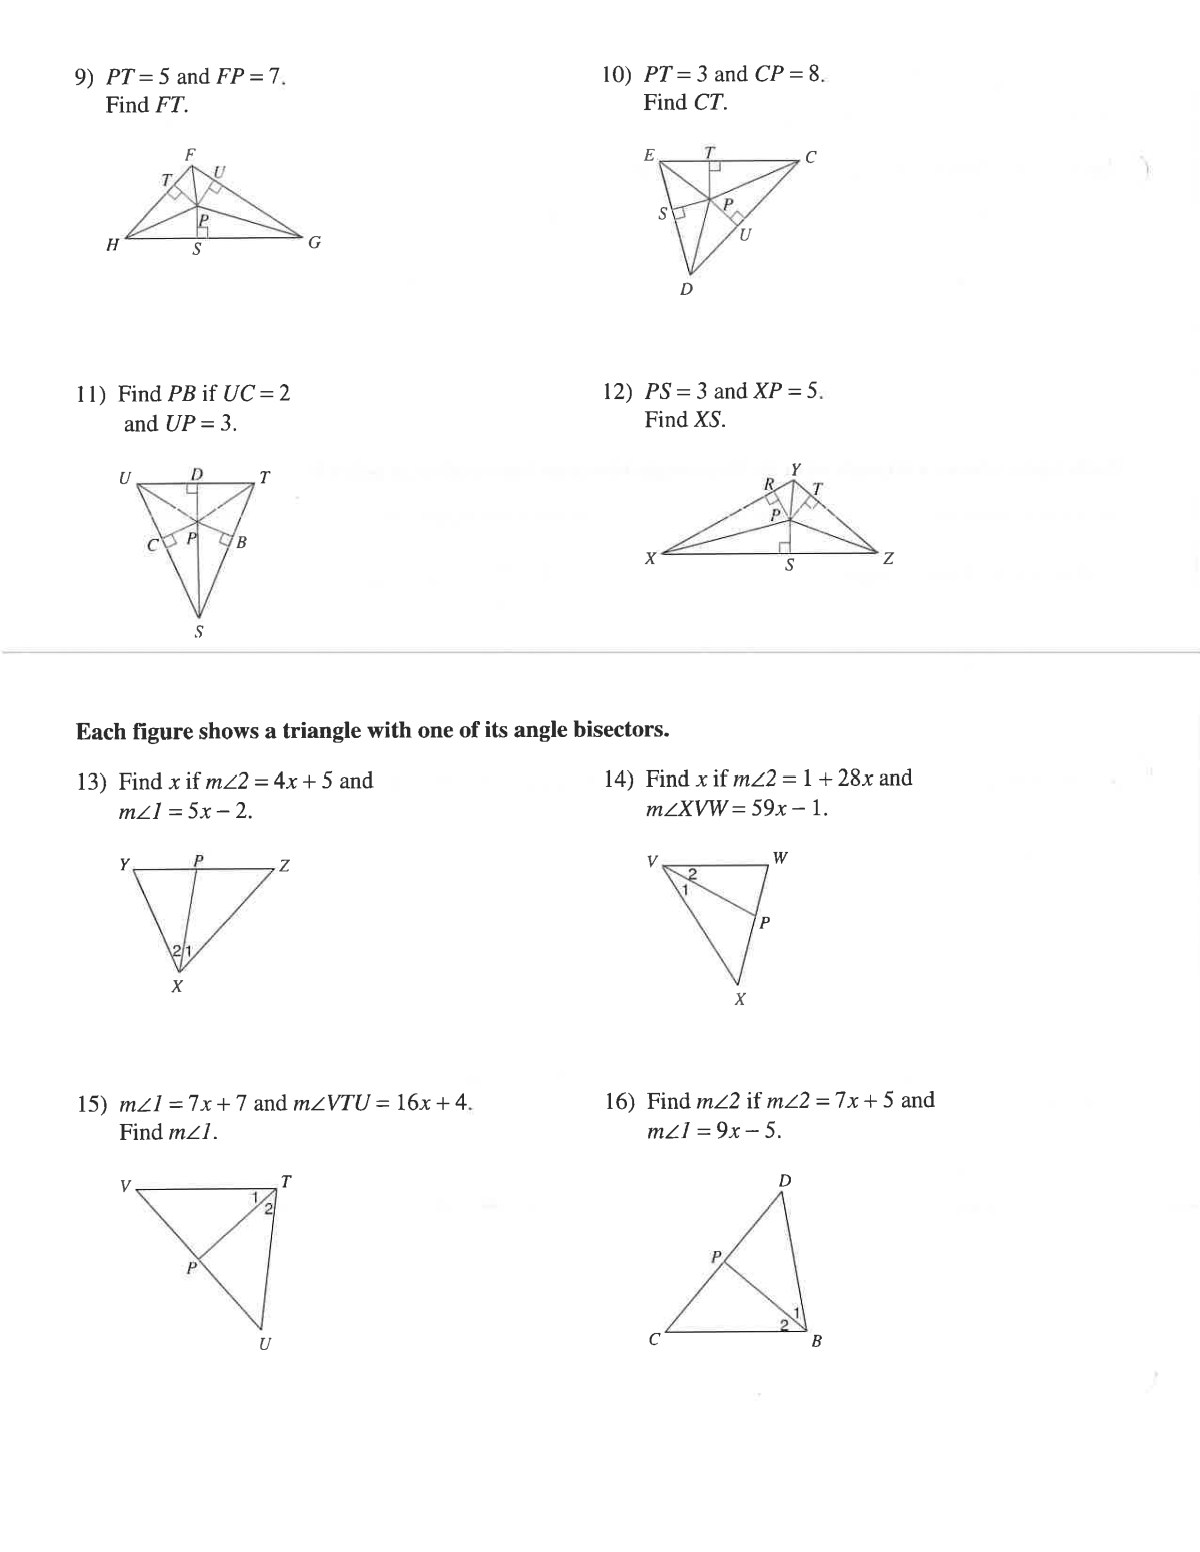 9) PT = 5 and FP = 7.
Find FT.
F
T
U
P
H
S
G
10) PT = 3 and CP = 8.
Find CT.
E
T
C
S
P
U
D
11) Find PB if UC = 2
and UP = 3.
U
D
T
C
P
B
S
12) PS = 3 and XP = 5.
Find XS.
Y
R
T
P
X
S
Z
Each figure shows a triangle with one of its angle bisectors.
13) Find x if m∠2 = 4x + 5 and
m∠1 = 5x − 2.
Y
P
Z
2
1
X
14) Find x if m∠2 = 1 + 28x and
m∠XVW = 59x − 1.
V
W
2
1
P
X
15) m∠1 = 7x + 7 and m∠VTU = 16x + 4.
Find m∠1.
V
T
1
2
P
U
16) Find m∠2 if m∠2 = 7x + 5 and
m∠1 = 9x − 5.
D
P
1
2
C
B